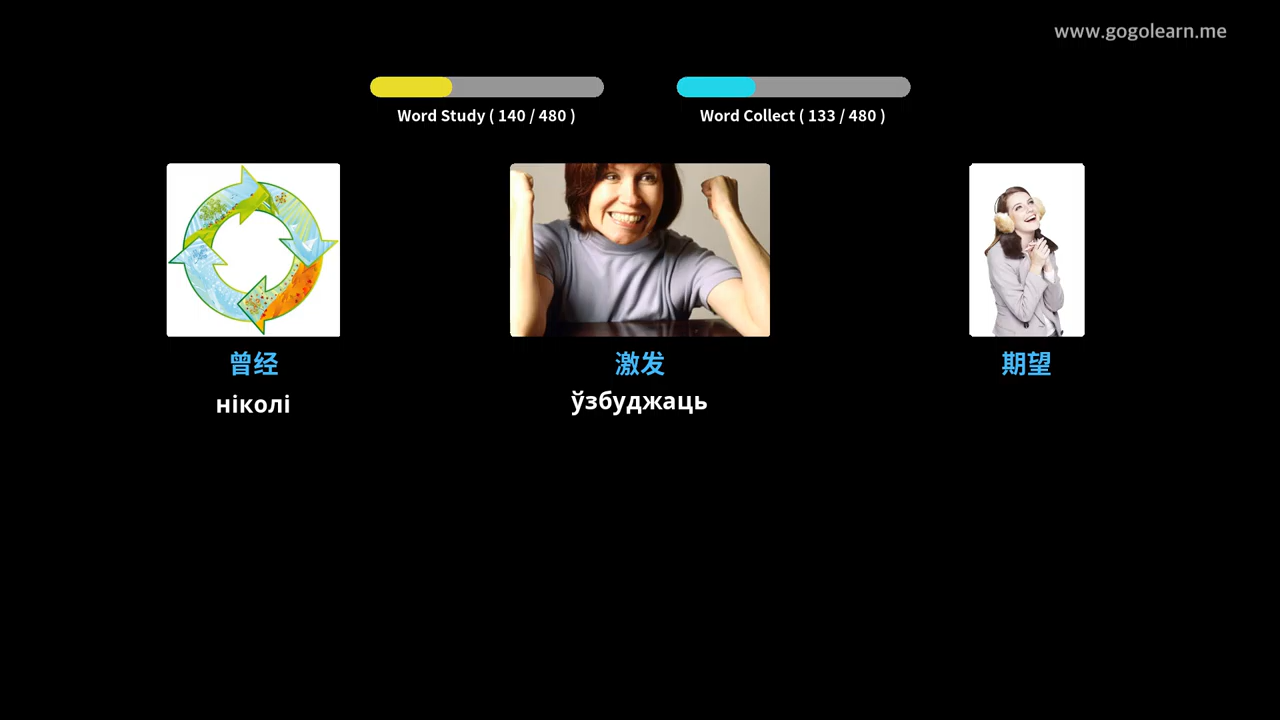 www.gogolearn.me
Word Study ( 140 / 480 )
Word Collect ( 133 / 480 )
曾经
激发
期望
ніколі
ўзбуджаць